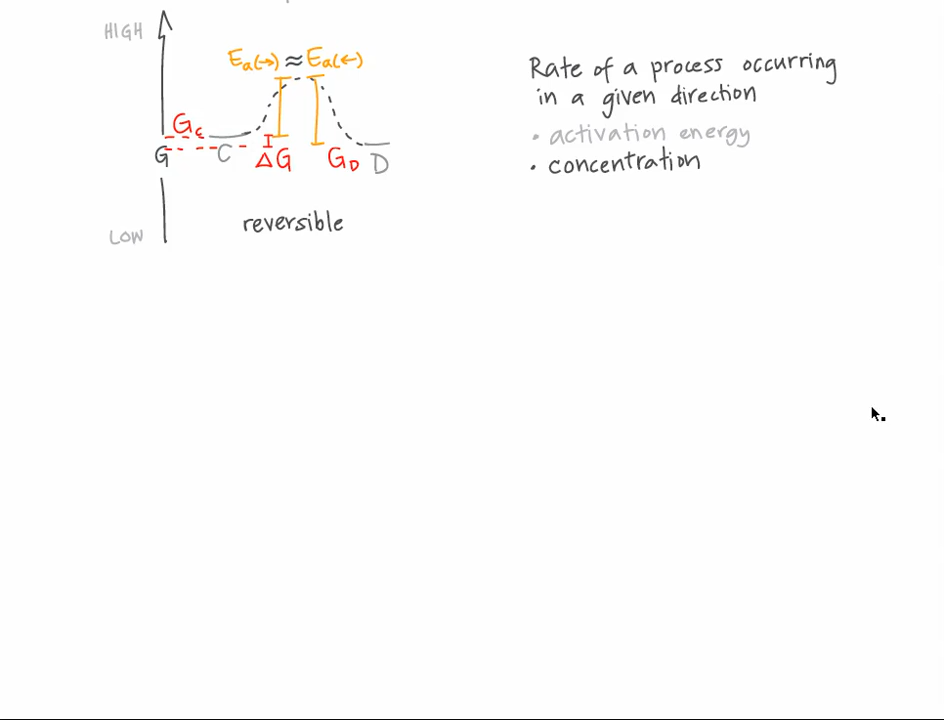 HIGH
Ea(→) ≈ Ea(←)
Gc
G
C
ΔG
GD
D
reversible
LOW
Rate of a process occurring
in a given direction
• activation energy
• concentration